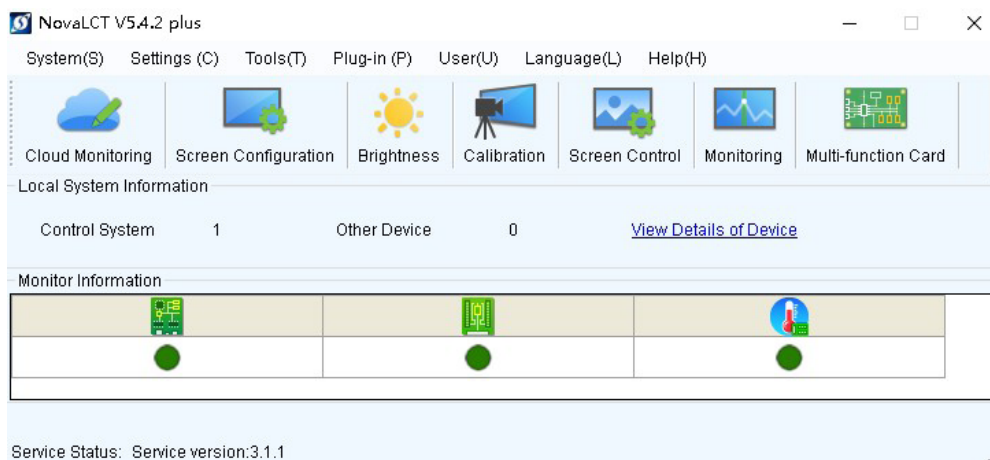 NovaLCT V5.4.2 plus
System(S) Settings (C) Tools(T) Plug-in (P) User(U) Language(L) Help(H)
Cloud Monitoring Screen Configuration Brightness Calibration Screen Control Monitoring Multi-function Card
Local System Information
Control System 1 Other Device 0 View Details of Device
Monitor Information
Service Status: Service version:3.1.1